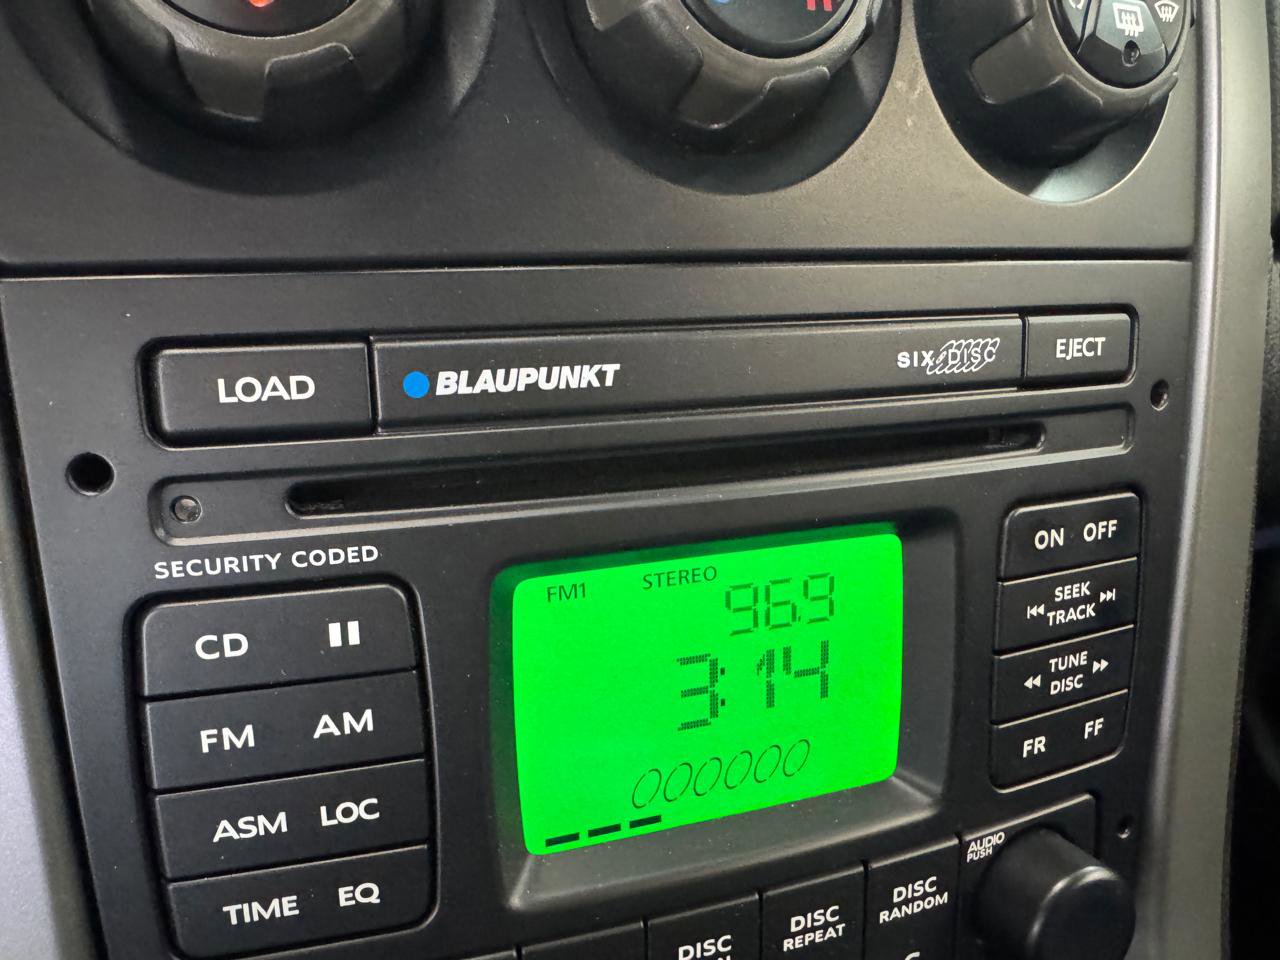 LOAD
BLAUPUNKT
SIX DISC
EJECT
SECURITY CODED
ON OFF
SEEK
TRACK
TUNE
DISC
FR FF
CD
FM AM
ASM LOC
TIME EQ
FM1 STEREO
96.9
3:14
AUDIO
PUSH
DISC
DISC
REPEAT
DISC
RANDOM